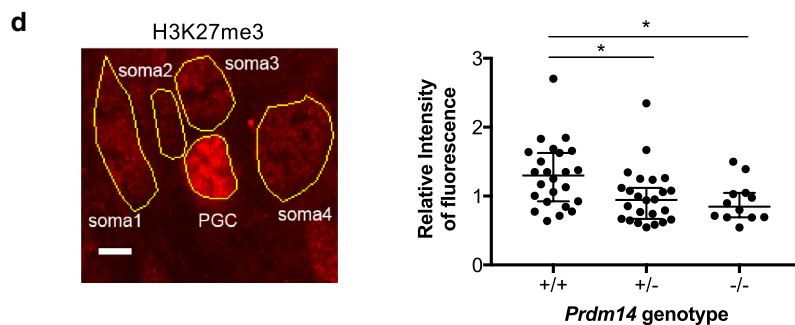 d
H3K27me3
soma2
soma3
soma1
PGC
soma4
Relative Intensity
of fluorescence
3
2
1
0
*
*
+/+
+/-
-/-
Prdm14 genotype